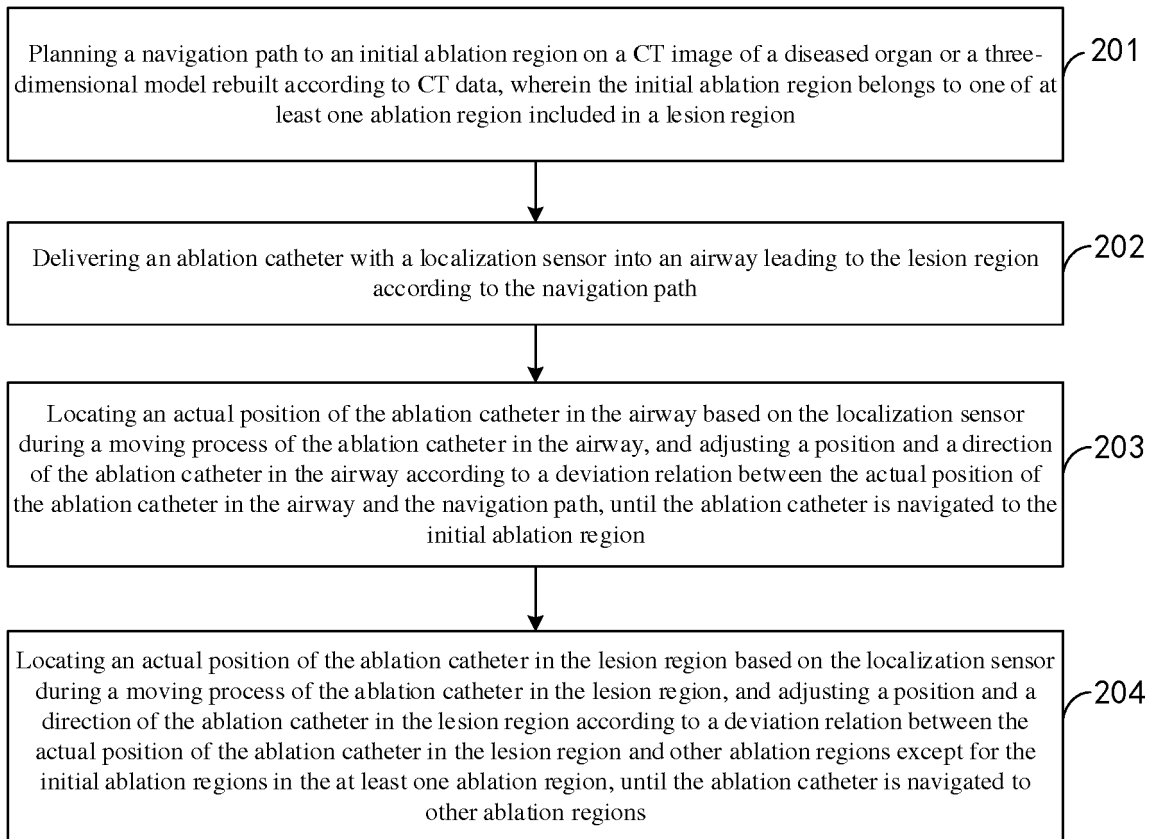 Planning a navigation path to an initial ablation region on a CT image of a diseased organ or a three-
dimensional model rebuilt according to CT data, wherein the initial ablation region belongs to one of at
least one ablation region included in a lesion region
201
Delivering an ablation catheter with a localization sensor into an airway leading to the lesion region
according to the navigation path
202
Locating an actual position of the ablation catheter in the airway based on the localization sensor
during a moving process of the ablation catheter in the airway, and adjusting a position and a direction
of the ablation catheter in the airway according to a deviation relation between the actual position of
the ablation catheter in the airway and the navigation path, until the ablation catheter is navigated to the
initial ablation region
203
Locating an actual position of the ablation catheter in the lesion region based on the localization sensor
during a moving process of the ablation catheter in the lesion region, and adjusting a position and a
direction of the ablation catheter in the lesion region according to a deviation relation between the
actual position of the ablation catheter in the lesion region and other ablation regions except for the
initial ablation regions in the at least one ablation region, until the ablation catheter is navigated to
other ablation regions
204